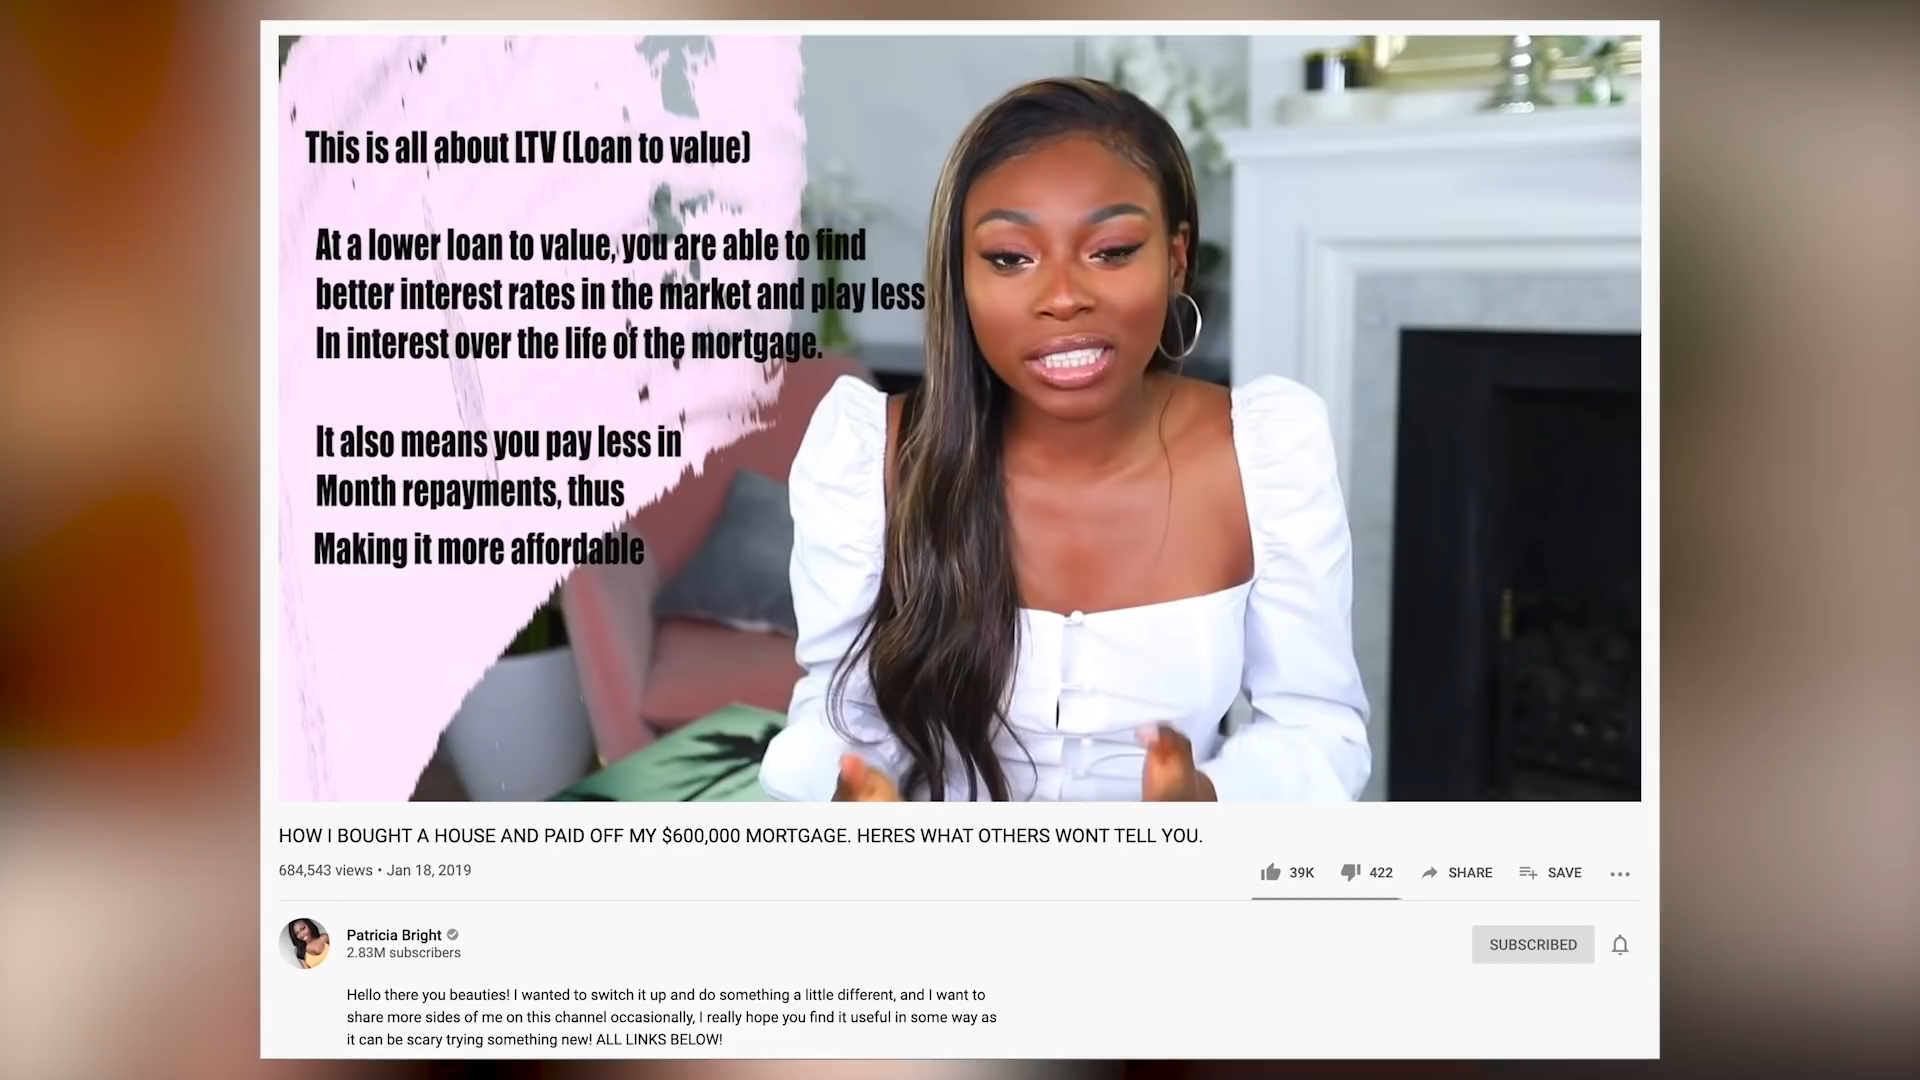 This is all about LTV (Loan to value)
At a lower loan to value, you are able to find
better interest rates in the market and play less
In interest over the life of the mortgage.
It also means you pay less in
Month repayments, thus
Making it more affordable
HOW I BOUGHT A HOUSE AND PAID OFF MY $600,000 MORTGAGE. HERES WHAT OTHERS WONT TELL YOU.
684,543 views • Jan 18, 2019
39K
422
SHARE
SAVE
Patricia Bright
2.83M subscribers
SUBSCRIBED
Hello there you beauties! I wanted to switch it up and do something a little different, and I want to
share more sides of me on this channel occasionally, I really hope you find it useful in some way as
it can be scary trying something new! ALL LINKS BELOW!